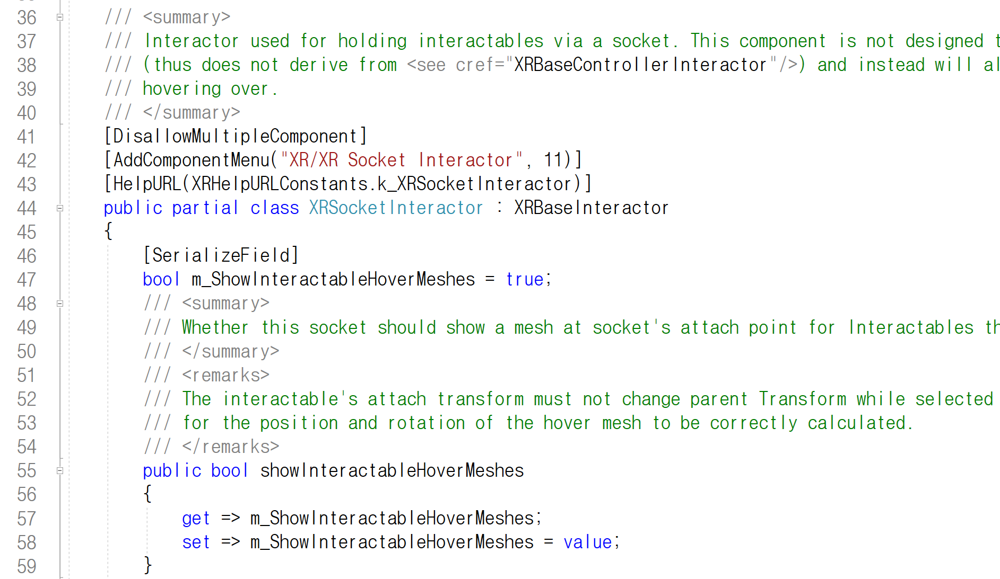 36 /// <summary>
37 /// Interactor used for holding interactables via a socket. This component is not designed
38 /// (thus does not derive from <see cref="XRBaseControllerInteractor"/>) and instead will
39 /// hovering over.
40 /// </summary>
41 [DisallowMultipleComponent]
42 [AddComponentMenu("XR/XR Socket Interactor", 11)]
43 [HelpURL(XRHelpURLConstants.k_XRSocketInteractor)]
44 public partial class XRSocketInteractor : XRBaseInteractor
45 {
46 [SerializeField]
47 bool m_ShowInteractableHoverMeshes = true;
48 /// <summary>
49 /// Whether this socket should show a mesh at socket's attach point for Interactables
50 /// </summary>
51 /// <remarks>
52 /// The interactable's attach transform must not change parent Transform while selected
53 /// for the position and rotation of the hover mesh to be correctly calculated.
54 /// </remarks>
55 public bool showInteractableHoverMeshes
56 {
57 get => m_ShowInteractableHoverMeshes;
58 set => m_ShowInteractableHoverMeshes = value;
59 }